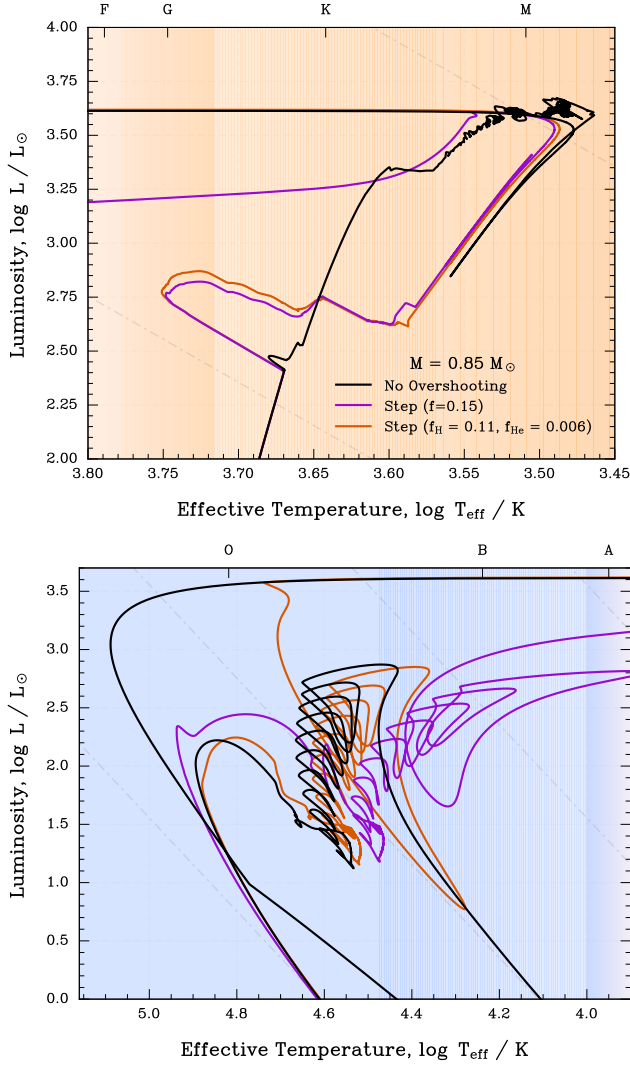 F G K M
4.00
3.75
3.50
3.25
3.00
2.75
2.50
2.25
2.00
Luminosity, log L / L☉
M = 0.85 M☉
No Overshooting
Step (f=0.15)
Step (f_H = 0.11, f_He = 0.006)
3.80 3.75 3.70 3.65 3.60 3.55 3.50 3.45
Effective Temperature, log T_eff / K
O B A
3.5
3.0
2.5
2.0
1.5
1.0
0.5
0.0
Luminosity, log L / L☉
5.0 4.8 4.6 4.4 4.2 4.0
Effective Temperature, log T_eff / K